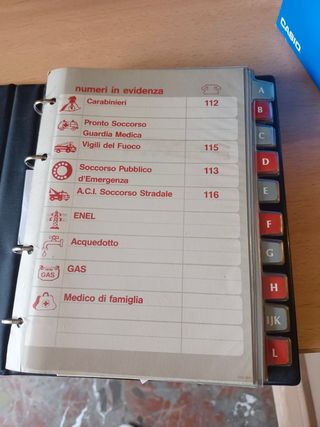 CASIO
numeri in evidenza
Carabinieri 112
Pronto Soccorso
Guardia Medica
Vigili del Fuoco 115
Soccorso Pubblico 113
d'Emergenza
A.C.I. Soccorso Stradale 116
ENEL
Acquedotto
GAS
Medico di famiglia
A
B
C
D
E
F
G
H
IJK
L